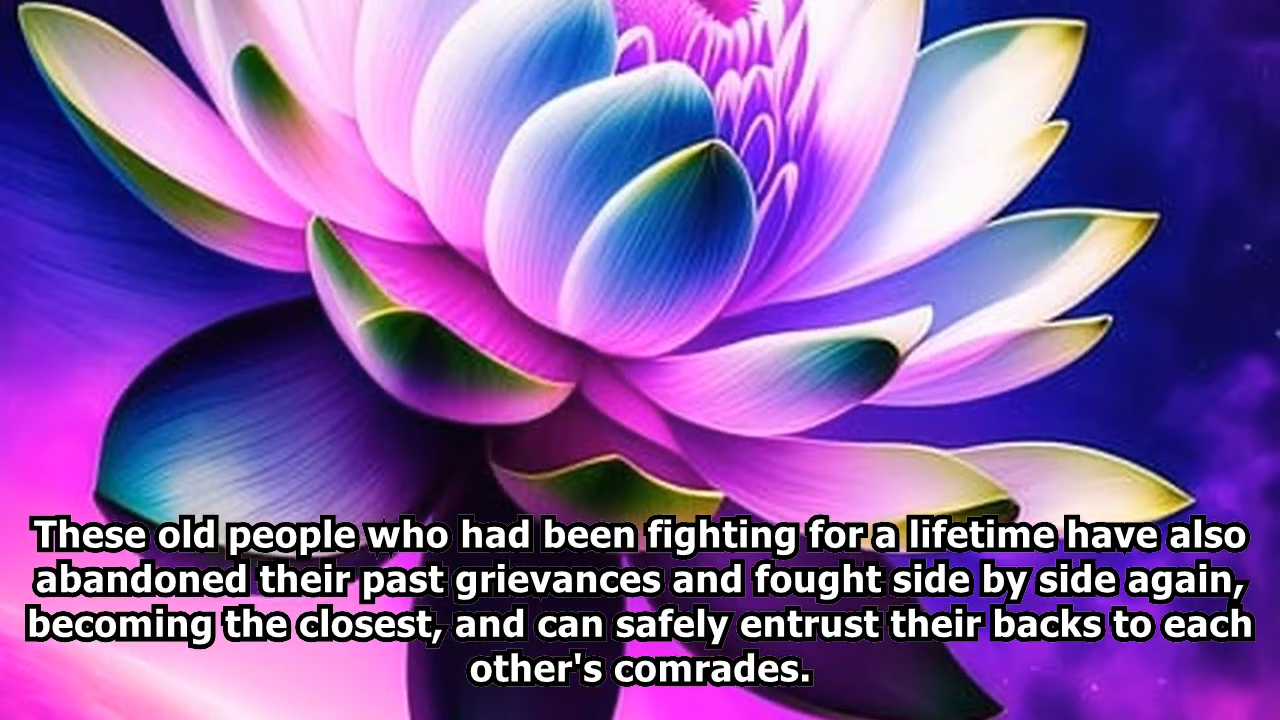 These old people who had been fighting for a lifetime have also
abandoned their past grievances and fought side by side again,
becoming the closest, and can safely entrust their backs to each
other's comrades.